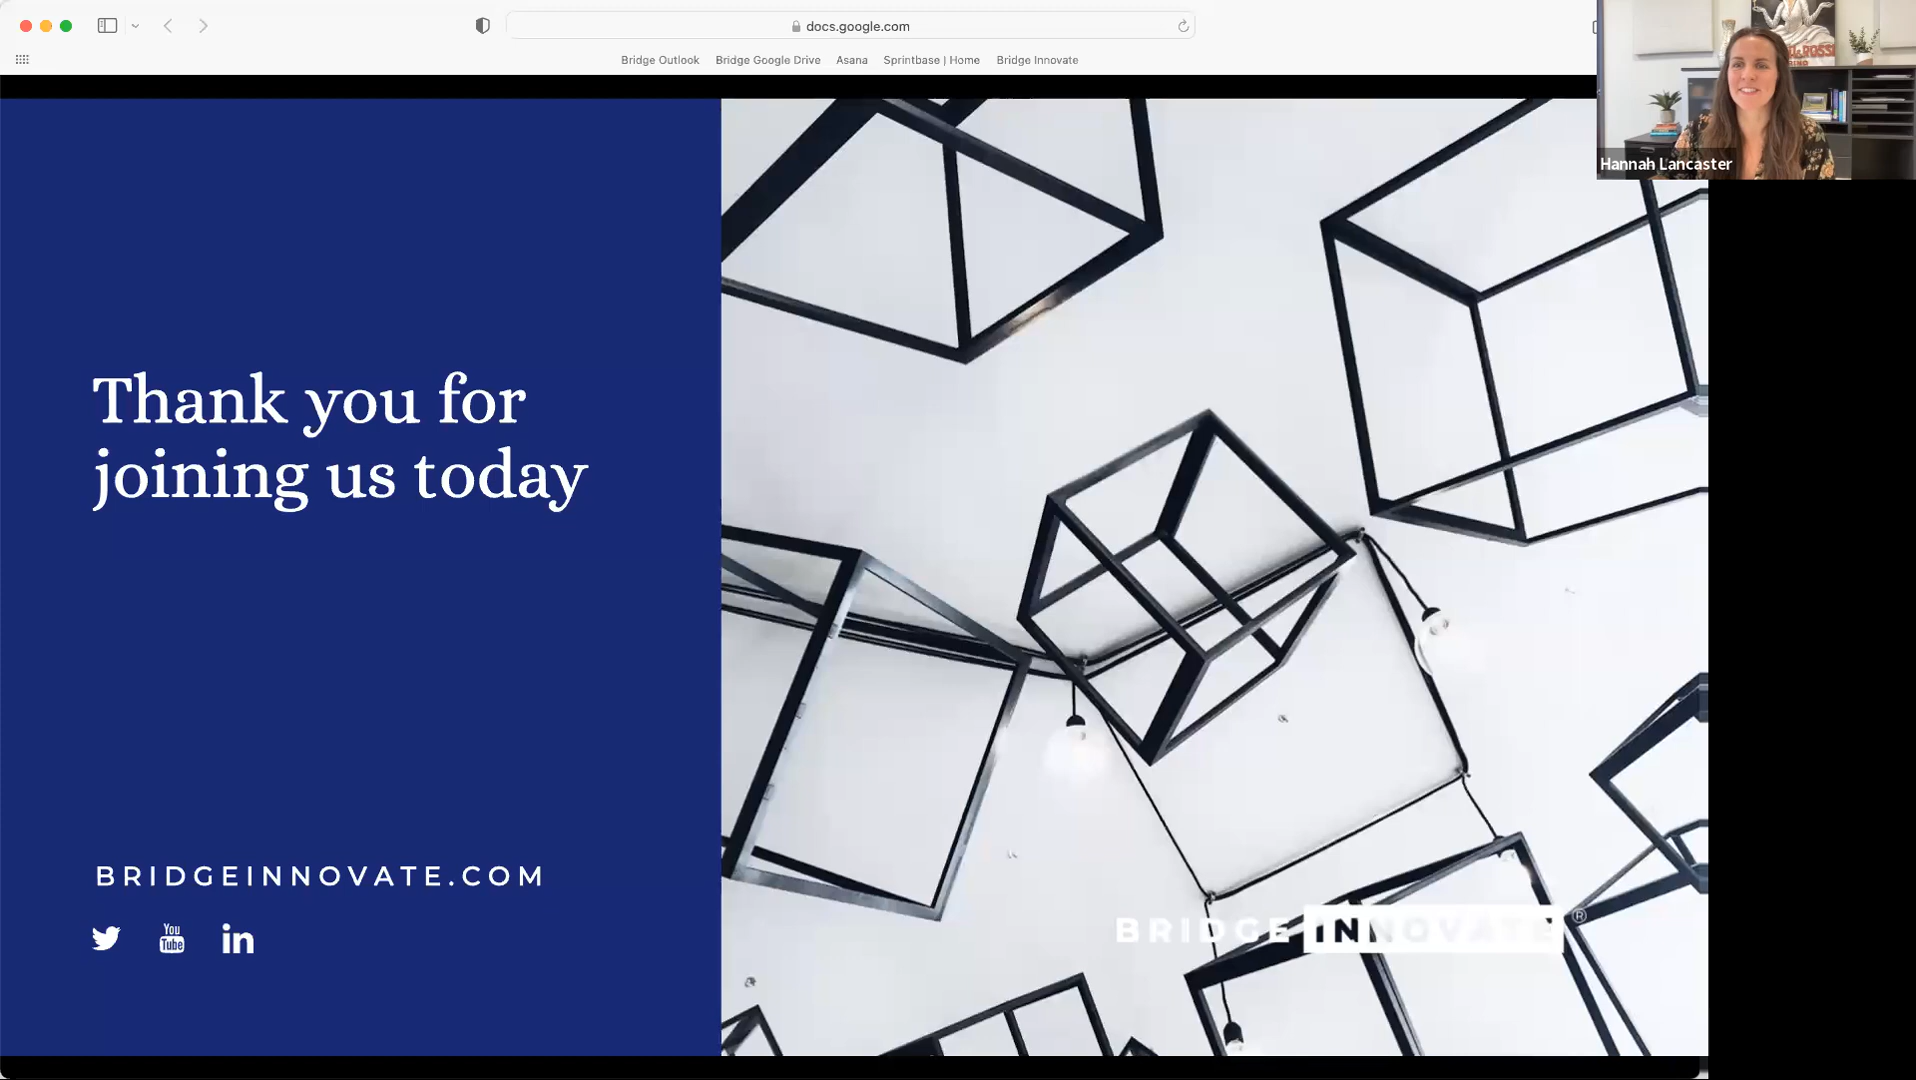 docs.google.com
Bridge Outlook
Bridge Google Drive
Asana
Sprintbase | Home
Bridge Innovate
Hannah Lancaster
Thank you for
joining us today
BRIDGEINNOVATE.COM
You
Tube
in
BRIDGE INNOVATE®